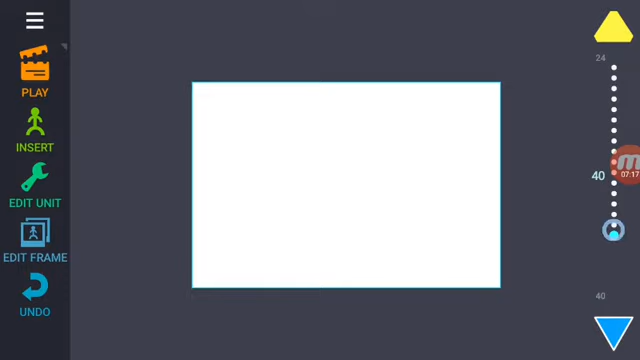 PLAY
INSERT
EDIT UNIT
EDIT FRAME
UNDO
24
40
07:17
40